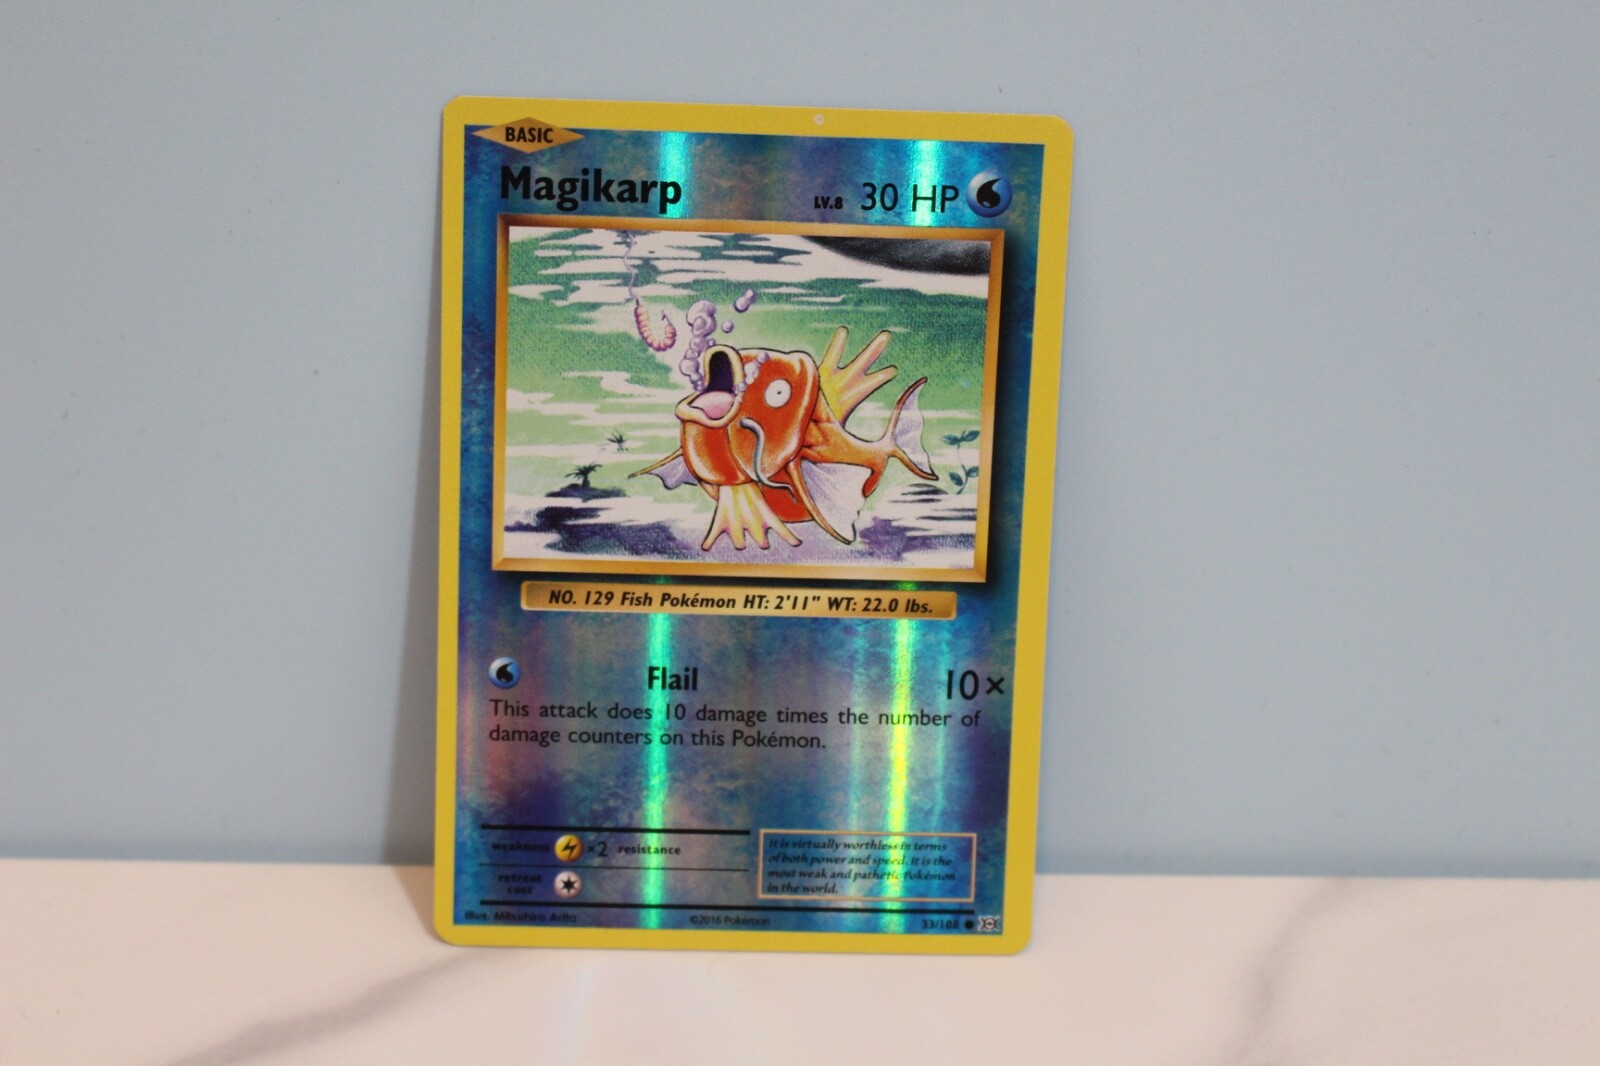 BASIC
Magikarp LV.8 30 HP
NO. 129 Fish Pokémon HT: 2'11" WT: 22.0 lbs.
Flail 10×
This attack does 10 damage times the number of
damage counters on this Pokémon.
weakness ×2 resistance
retreat
cost
It is virtually worthless in terms
of both power and speed. It is the
most weak and pathetic Pokémon
in the world.
Illus. Mitsuhiro Arita ©2016 Pokémon 33/108